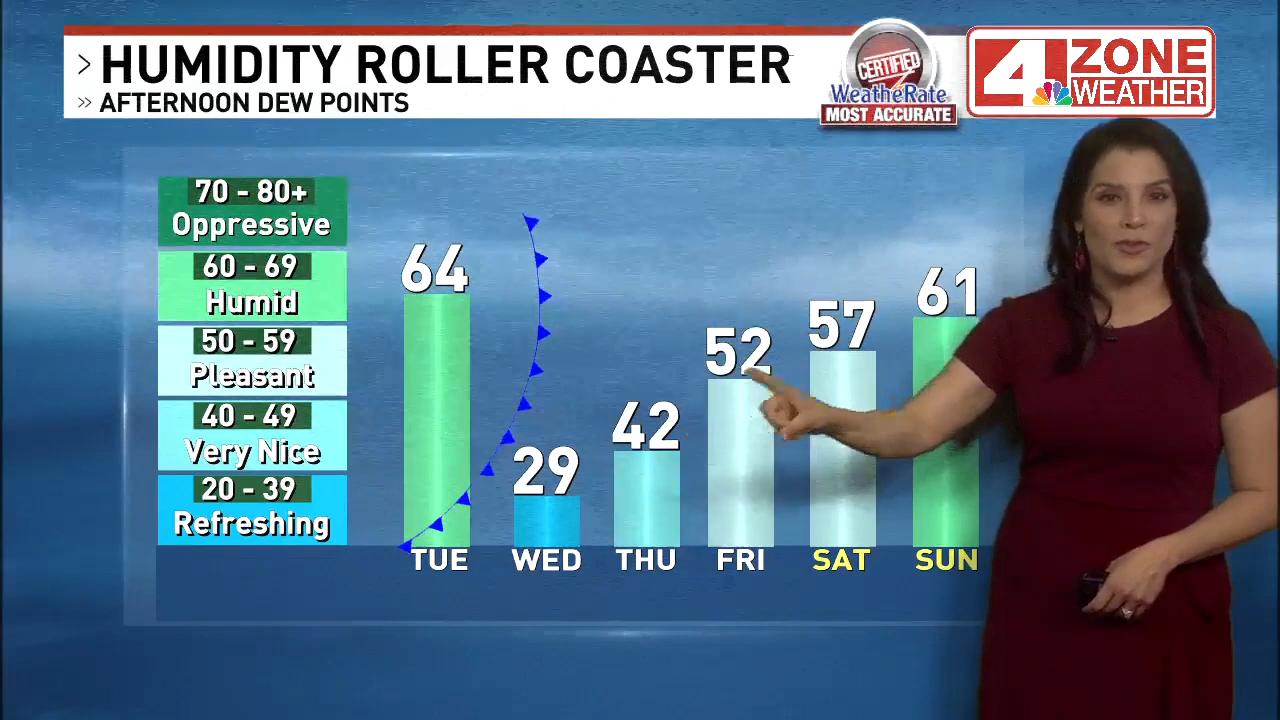 > HUMIDITY ROLLER COASTER
» AFTERNOON DEW POINTS
CERTIFIED
WeatheRate
MOST ACCURATE
4 ZONE
WEATHER
70 - 80+
Oppressive
60 - 69
Humid
50 - 59
Pleasant
40 - 49
Very Nice
20 - 39
Refreshing
64
29
42
52
57
61
TUE WED THU FRI SAT SUN